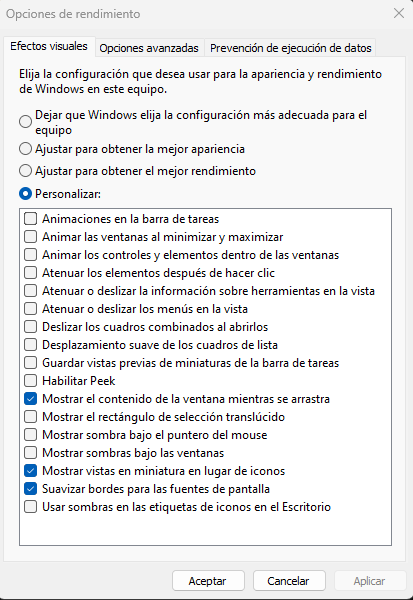 Opciones de rendimiento
Efectos visuales
Opciones avanzadas
Prevención de ejecución de datos
Elija la configuración que desea usar para la apariencia y rendimiento
de Windows en este equipo.
Dejar que Windows elija la configuración más adecuada para el
equipo
Ajustar para obtener la mejor apariencia
Ajustar para obtener el mejor rendimiento
Personalizar:
Animaciones en la barra de tareas
Animar las ventanas al minimizar y maximizar
Animar los controles y elementos dentro de las ventanas
Atenuar los elementos después de hacer clic
Atenuar o deslizar la información sobre herramientas en la vista
Atenuar o deslizar los menús en la vista
Deslizar los cuadros combinados al abrirlos
Desplazamiento suave de los cuadros de lista
Guardar vistas previas de miniaturas de la barra de tareas
Habilitar Peek
Mostrar el contenido de la ventana mientras se arrastra
Mostrar el rectángulo de selección translúcido
Mostrar sombra bajo el puntero del mouse
Mostrar sombras bajo las ventanas
Mostrar vistas en miniatura en lugar de iconos
Suavizar bordes para las fuentes de pantalla
Usar sombras en las etiquetas de iconos en el Escritorio
Aceptar
Cancelar
Aplicar